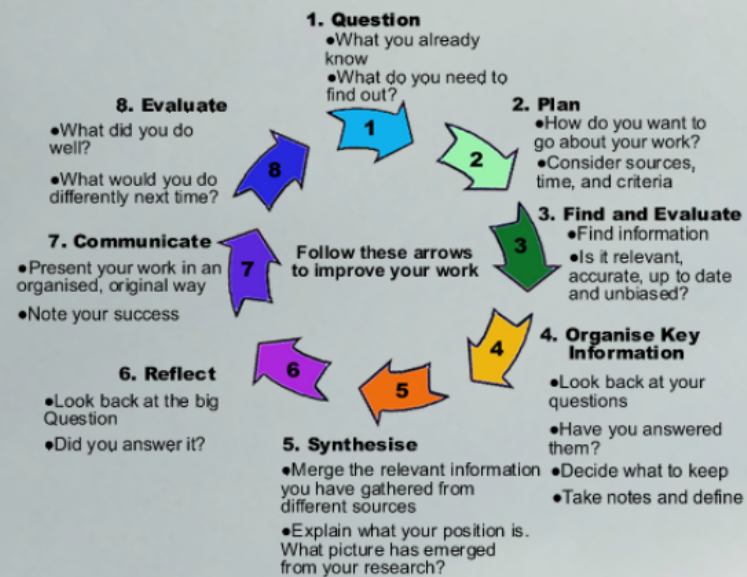 1. Question
●What you already
know
●What do you need to
find out?
1
2. Plan
●How do you want to
go about your work?
●Consider sources,
time, and criteria
2
3. Find and Evaluate
●Find information
●Is it relevant,
accurate, up to date
and unbiased?
3
4. Organise Key
Information
●Look back at your
questions
●Have you answered
them?
●Decide what to keep
●Take notes and define
4
5. Synthesise
●Merge the relevant information
you have gathered from
different sources
●Explain what your position is.
What picture has emerged
from your research?
5
6. Reflect
●Look back at the big
Question
●Did you answer it?
6
7. Communicate
●Present your work in an
organised, original way
●Note your success
7
8. Evaluate
●What did you do
well?
●What would you do
differently next time?
8
Follow these arrows
to improve your work